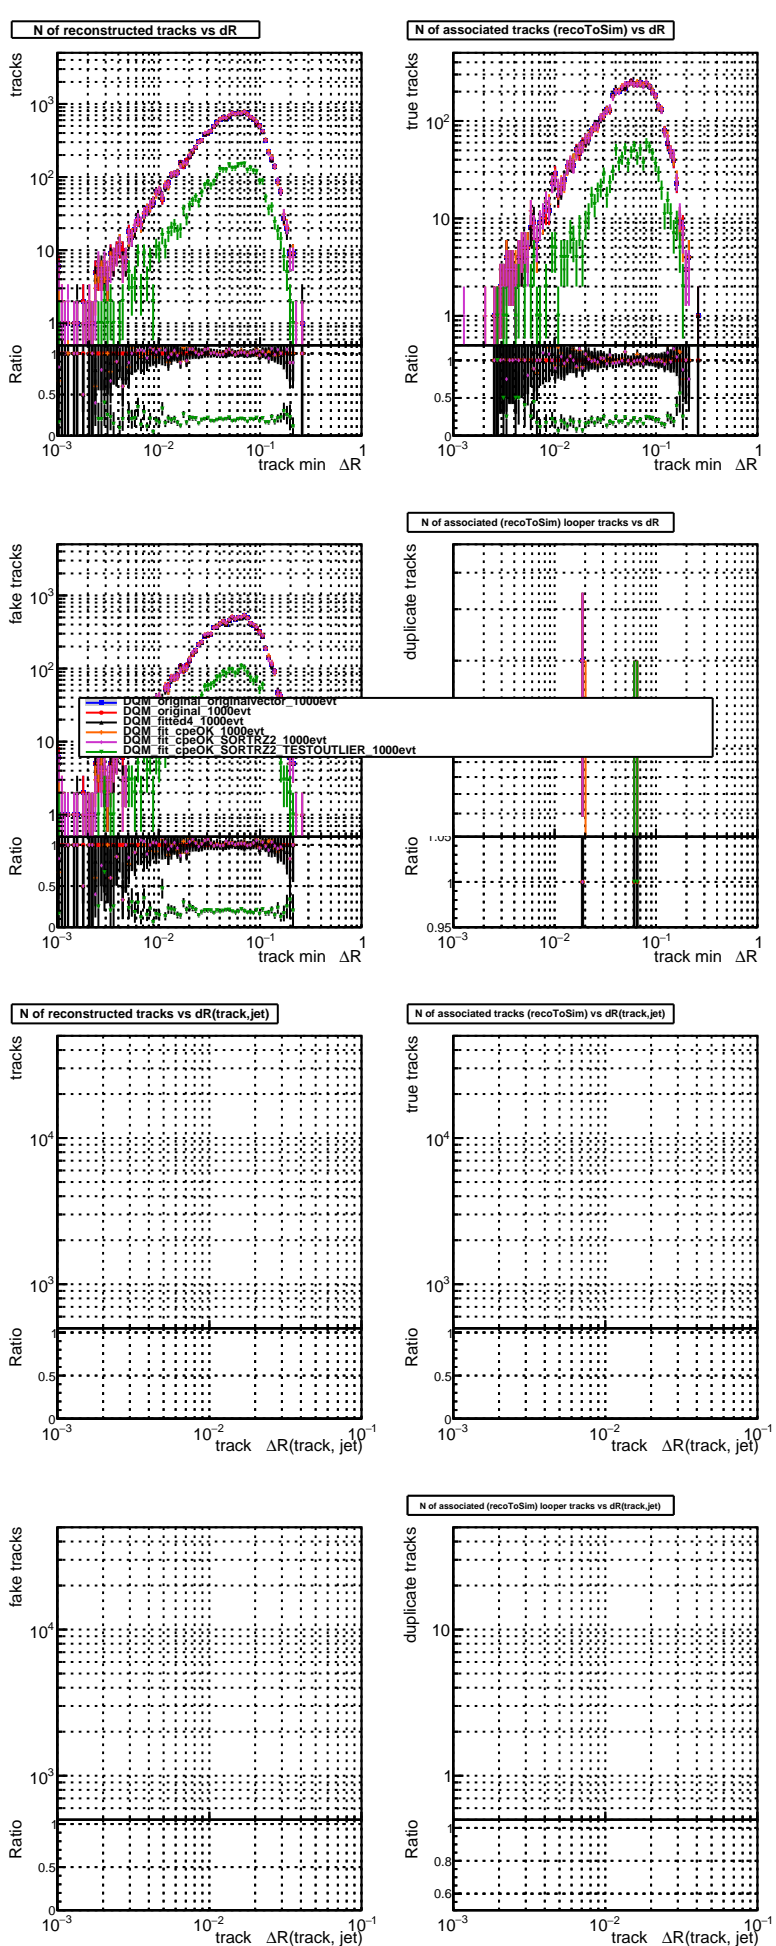 N of reconstructed tracks vs dR
tracks
10³
10²
10
1
Ratio
1
0.5
0
10⁻³
10⁻²
10⁻¹
1
track min ΔR
N of associated tracks (recoToSim) vs dR
true tracks
10²
10
1
Ratio
1
0.5
0
10⁻³
10⁻²
10⁻¹
1
track min ΔR
fake tracks
10³
10²
10
1
Ratio
1
0.5
0
10⁻³
10⁻²
10⁻¹
1
track min ΔR
N of associated (recoToSim) looper tracks vs dR
duplicate tracks
Ratio
1.05
1
0.95
10⁻³
10⁻²
10⁻¹
1
track min ΔR
DQM_original_originalvector_1000evt
DQM_original_1000evt
DQM_fitted4_1000evt
DQM_fit_cpeOK_1000evt
DQM_fit_cpeOK_SORTRZ2_1000evt
DQM_fit_cpeOK_SORTRZ2_TESTOUTLIER_1000evt
N of reconstructed tracks vs dR(track,jet)
tracks
10⁴
10³
Ratio
1
0.5
0
10⁻³
10⁻²
10⁻¹
track ΔR(track, jet)
N of associated tracks (recoToSim) vs dR(track,jet)
true tracks
10⁴
10³
Ratio
1
0.5
0
10⁻³
10⁻²
10⁻¹
track ΔR(track, jet)
fake tracks
10⁴
10³
Ratio
1
0.5
0
10⁻³
10⁻²
10⁻¹
track ΔR(track, jet)
N of associated (recoToSim) looper tracks vs dR(track,jet)
duplicate tracks
10
1
Ratio
1
0.8
0.6
10⁻³
10⁻²
10⁻¹
track ΔR(track, jet)